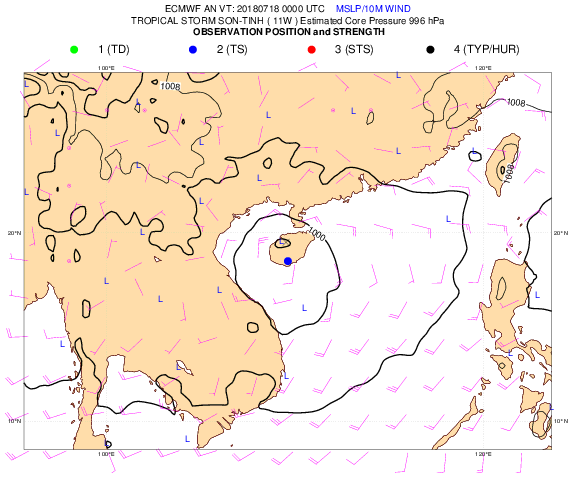 ECMWF AN VT: 20180718 0000 UTC MSLP/10M WIND
TROPICAL STORM SON-TINH ( 11W ) Estimated Core Pressure 996 hPa
OBSERVATION POSITION and STRENGTH
1 (TD) 2 (TS) 3 (STS) 4 (TYP/HUR)
100°E 120°E
L
L
1008
1008
L L
L
L
L L
L
1008
L
L
L
L
L
20°N 1000 20°N
L
L
L
L
L
L
L
L
L
L
10°N 10°N
L
100°E 120°E